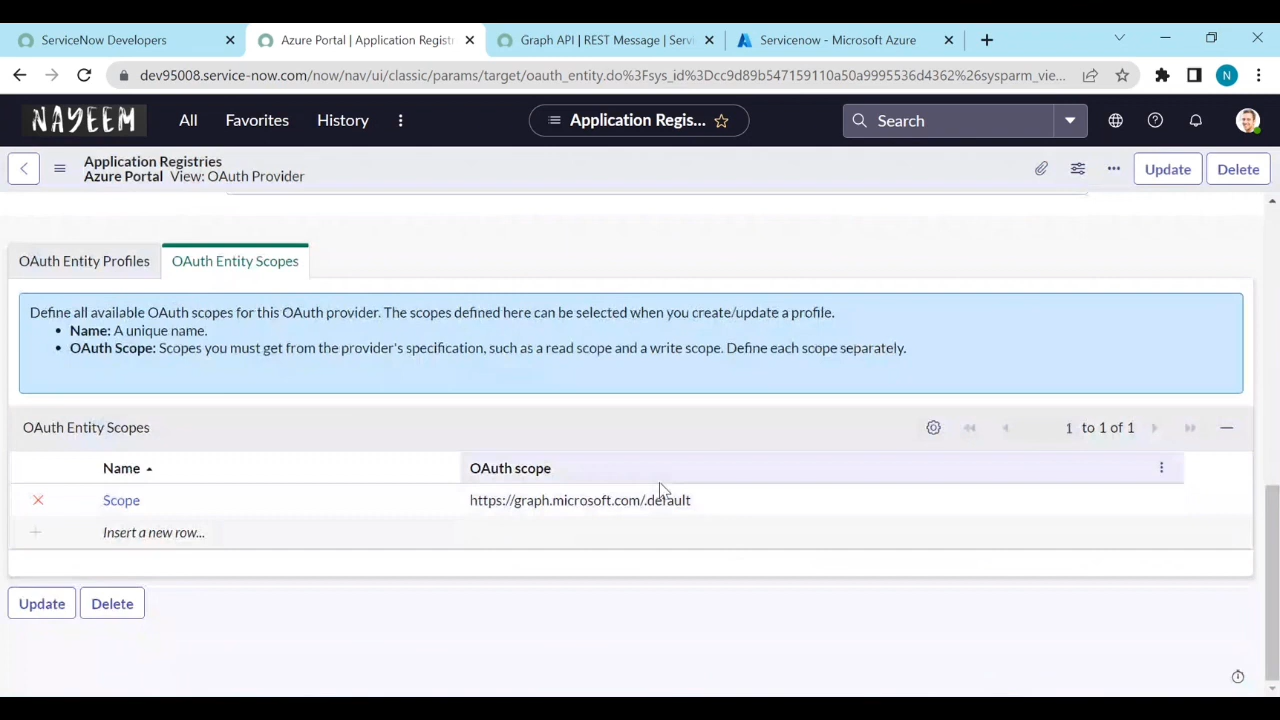 ServiceNow Developers
Azure Portal | Application Registr
Graph API | REST Message | Servi
Servicenow - Microsoft Azure
dev95008.service-now.com/now/nav/ui/classic/params/target/oauth_entity.do%3Fsys_id%3Dcc9d89b547159110a50a9995536d4362%26sysparm_vie...
N
NAYEEM
All
Favorites
History
Application Regis...
Search
Application Registries
Azure Portal View: OAuth Provider
Update
Delete
OAuth Entity Profiles
OAuth Entity Scopes
Define all available OAuth scopes for this OAuth provider. The scopes defined here can be selected when you create/update a profile.
• Name: A unique name.
• OAuth Scope: Scopes you must get from the provider's specification, such as a read scope and a write scope. Define each scope separately.
OAuth Entity Scopes
1 to 1 of 1
Name
OAuth scope
Scope
https://graph.microsoft.com/.default
Insert a new row...
Update
Delete